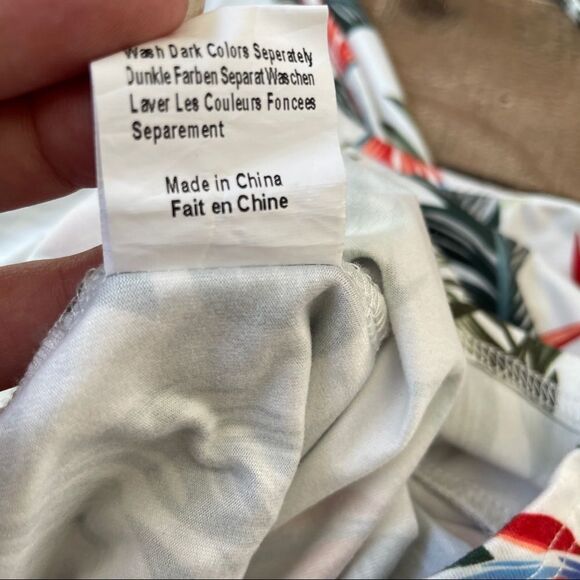 Wash Dark Colors Seperately
Dunkle Farben Separat Waschen
Laver Les Couleurs Foncees
Separement
Made in China
Fait en Chine